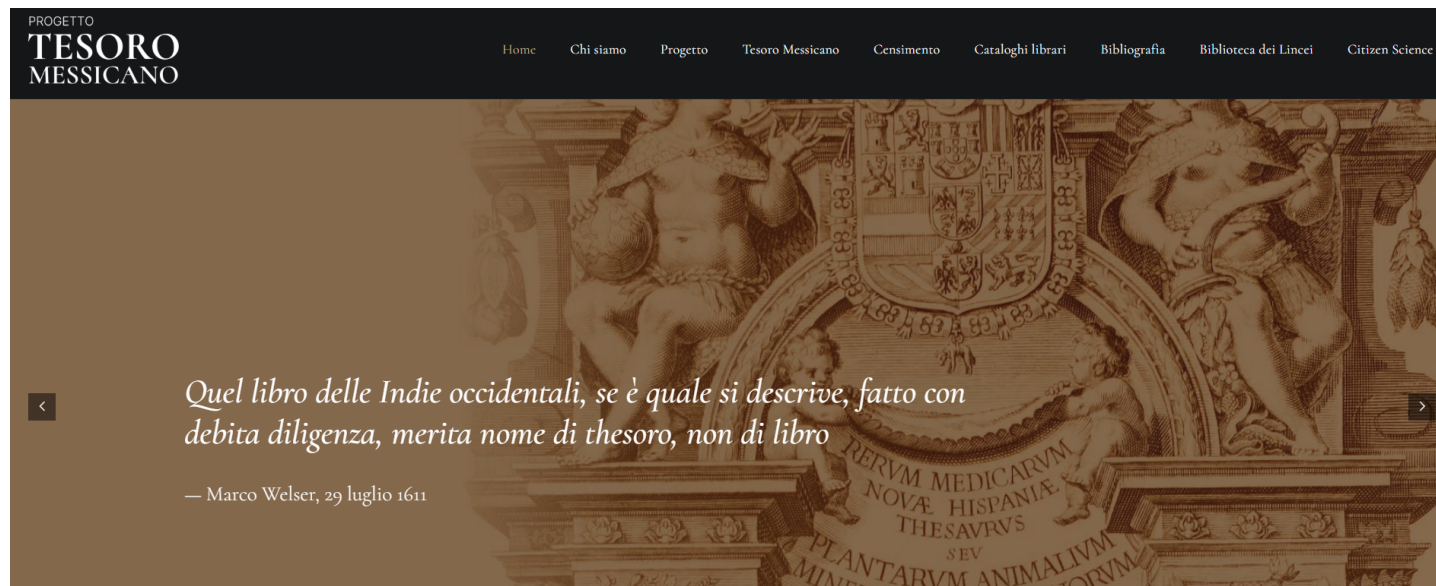 PROGETTO
TESORO
MESSICANO
Home Chi siamo Progetto Tesoro Messicano Censimento Cataloghi librari Bibliografia Biblioteca dei Lincei Citizen Science
Quel libro delle Indie occidentali, se è quale si descrive, fatto con
debita diligenza, merita nome di thesoro, non di libro
— Marco Welser, 29 luglio 1611
RERVM MEDICARVM
NOVÆ HISPANIÆ
THESAVRVS
SEV
PLANTARVM ANIMALIVM